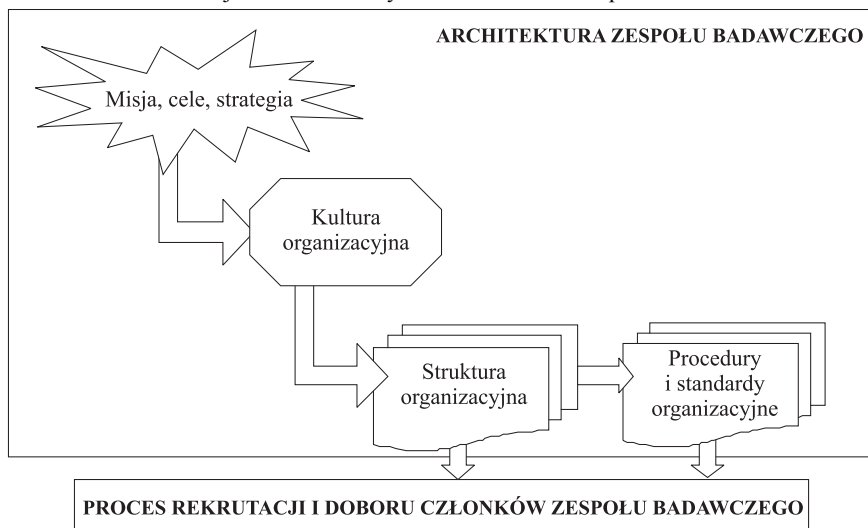 ARCHITEKTURA ZESPOŁU BADAWCZEGO
Misja, cele, strategia
Kultura
organizacyjna
Struktura
organizacyjna
Procedury
i standardy
organizacyjne
PROCES REKRUTACJI I DOBORU CZŁONKÓW ZESPOŁU BADAWCZEGO